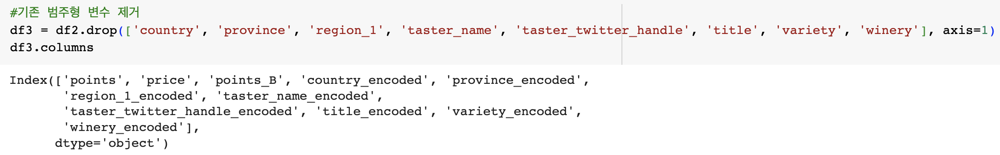 #기존 범주형 변수 제거
df3 = df2.drop(['country', 'province', 'region_1', 'taster_name', 'taster_twitter_handle', 'title', 'variety', 'winery'], axis=1)
df3.columns
Index(['points', 'price', 'points_B', 'country_encoded', 'province_encoded',
       'region_1_encoded', 'taster_name_encoded',
       'taster_twitter_handle_encoded', 'title_encoded', 'variety_encoded',
       'winery_encoded'],
      dtype='object')